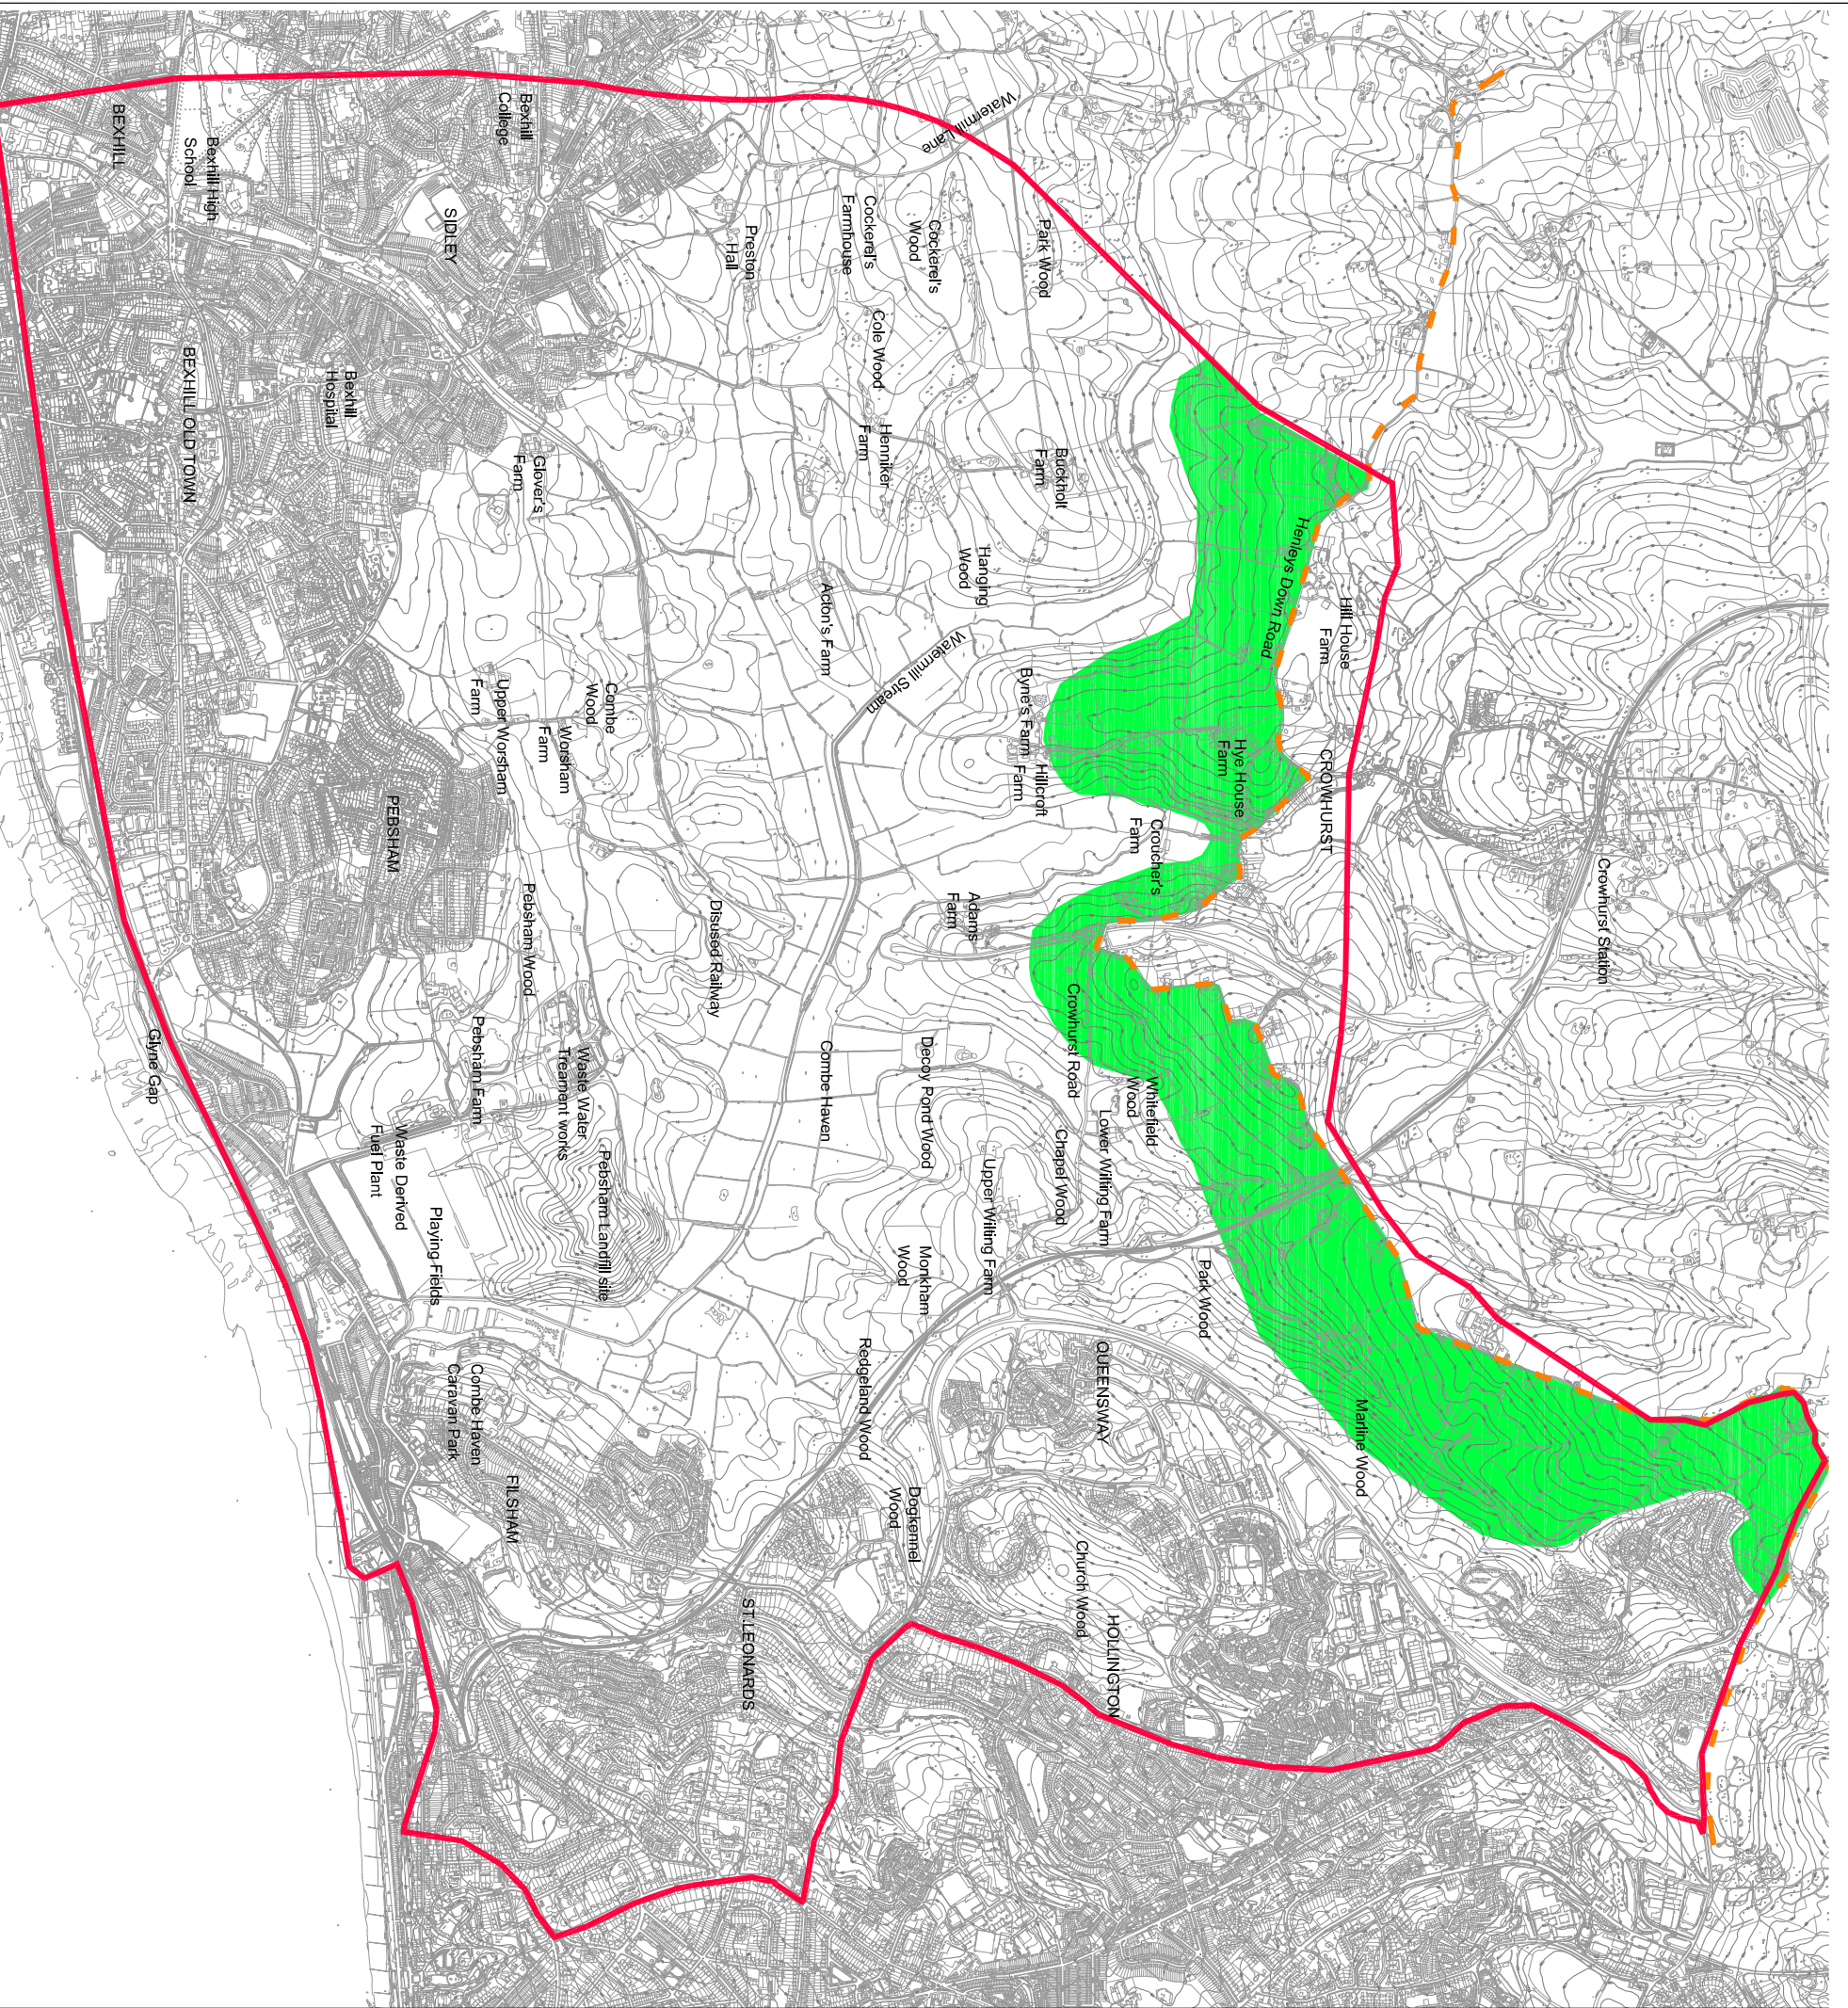 Crowhurst Station
CROWHURST
Hill House
Farm
Henleys Down Road
Hye House
Farm
Marline Wood
Park Wood
Whitefield
Wood
Lower Wilting Farm
Croucher's
Farm
Crowhurst Road
Chapel Wood
QUEENSWAY
HOLLINGTON
Church Wood
Park Wood
Buckholt
Farm
Byne's Farm
Hillcroft
Farm
Watermill Lane
Cockerel's
Wood
Hanging
Wood
Watermill Stream
Adams
Farm
Upper Wilting Farm
Decoy Pond Wood
Monkham
Wood
Dogkennel
Wood
Redgeland Wood
Cockerel's
Farmhouse
Cole Wood
Henniker
Farm
Acton's Farm
Combe Haven
Preston
Hall
Disused Railway
ST.LEONARDS
Combe
Wood
Worsham
Farm
Waste Water
Treament works
Pebsham Landfill site
Bexhill
College
Glover's
Farm
Upper Worsham
Farm
Pebsham Wood
Pebsham Farm
FILSHAM
Combe Haven
Caravan Park
SIDLEY
Playing Fields
Waste Derived
Fuel Plant
PEBSHAM
Bexhill
Hospital
Bexhill High
School
BEXHILL OLD TOWN
Glyne Gap
BEXHILL